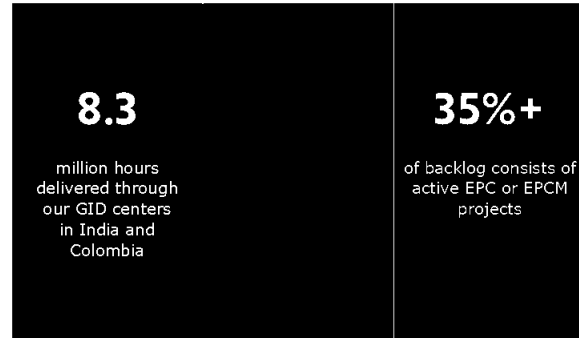 8.3
million hours
delivered through
our GID centers
in India and
Colombia
35%+
of backlog consists of
active EPC or EPCM
projects